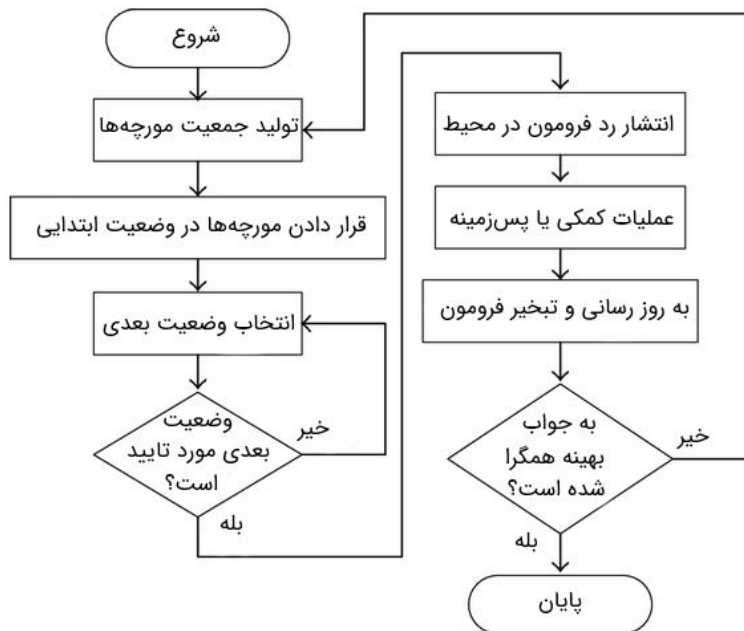 شروع
تولید جمعیت مورچه‌ها
قرار دادن مورچه‌ها در وضعیت ابتدایی
انتخاب وضعیت بعدی
وضعیت
بعدی مورد تایید
است؟
خیر
بله
انتشار رد فرومون در محیط
عملیات کمکی یا پس‌زمینه
به روز رسانی و تبخیر فرومون
به جواب
بهینه همگرا
شده است؟
خیر
بله
پایان